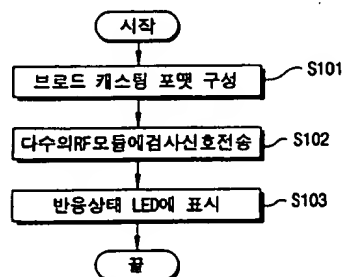 시작
브로드 캐스팅 포맷 구성 S101
다수의RF모듈에검사신호전송 S102
반응상태 LED에 표시 S103
끝